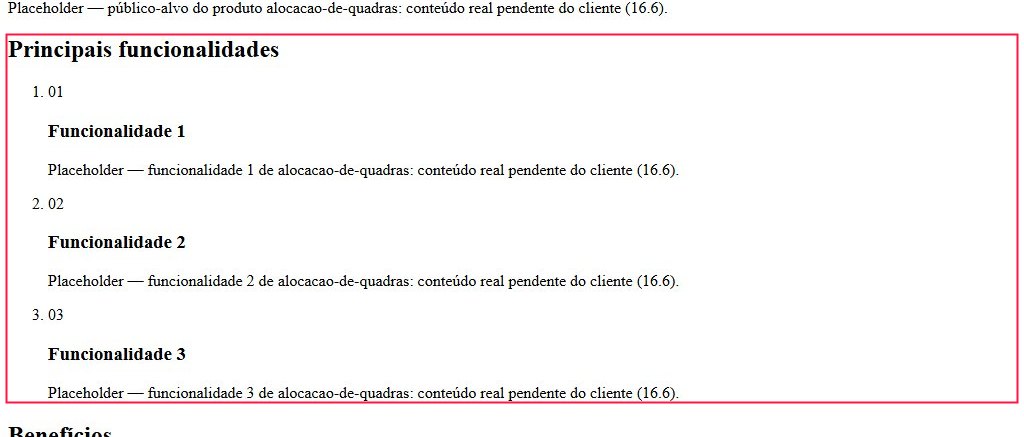 Placeholder — público-alvo do produto alocacao-de-quadras: conteúdo real pendente do cliente (16.6).
Principais funcionalidades
1. 01
Funcionalidade 1
Placeholder — funcionalidade 1 de alocacao-de-quadras: conteúdo real pendente do cliente (16.6).
2. 02
Funcionalidade 2
Placeholder — funcionalidade 2 de alocacao-de-quadras: conteúdo real pendente do cliente (16.6).
3. 03
Funcionalidade 3
Placeholder — funcionalidade 3 de alocacao-de-quadras: conteúdo real pendente do cliente (16.6).
Benefícios